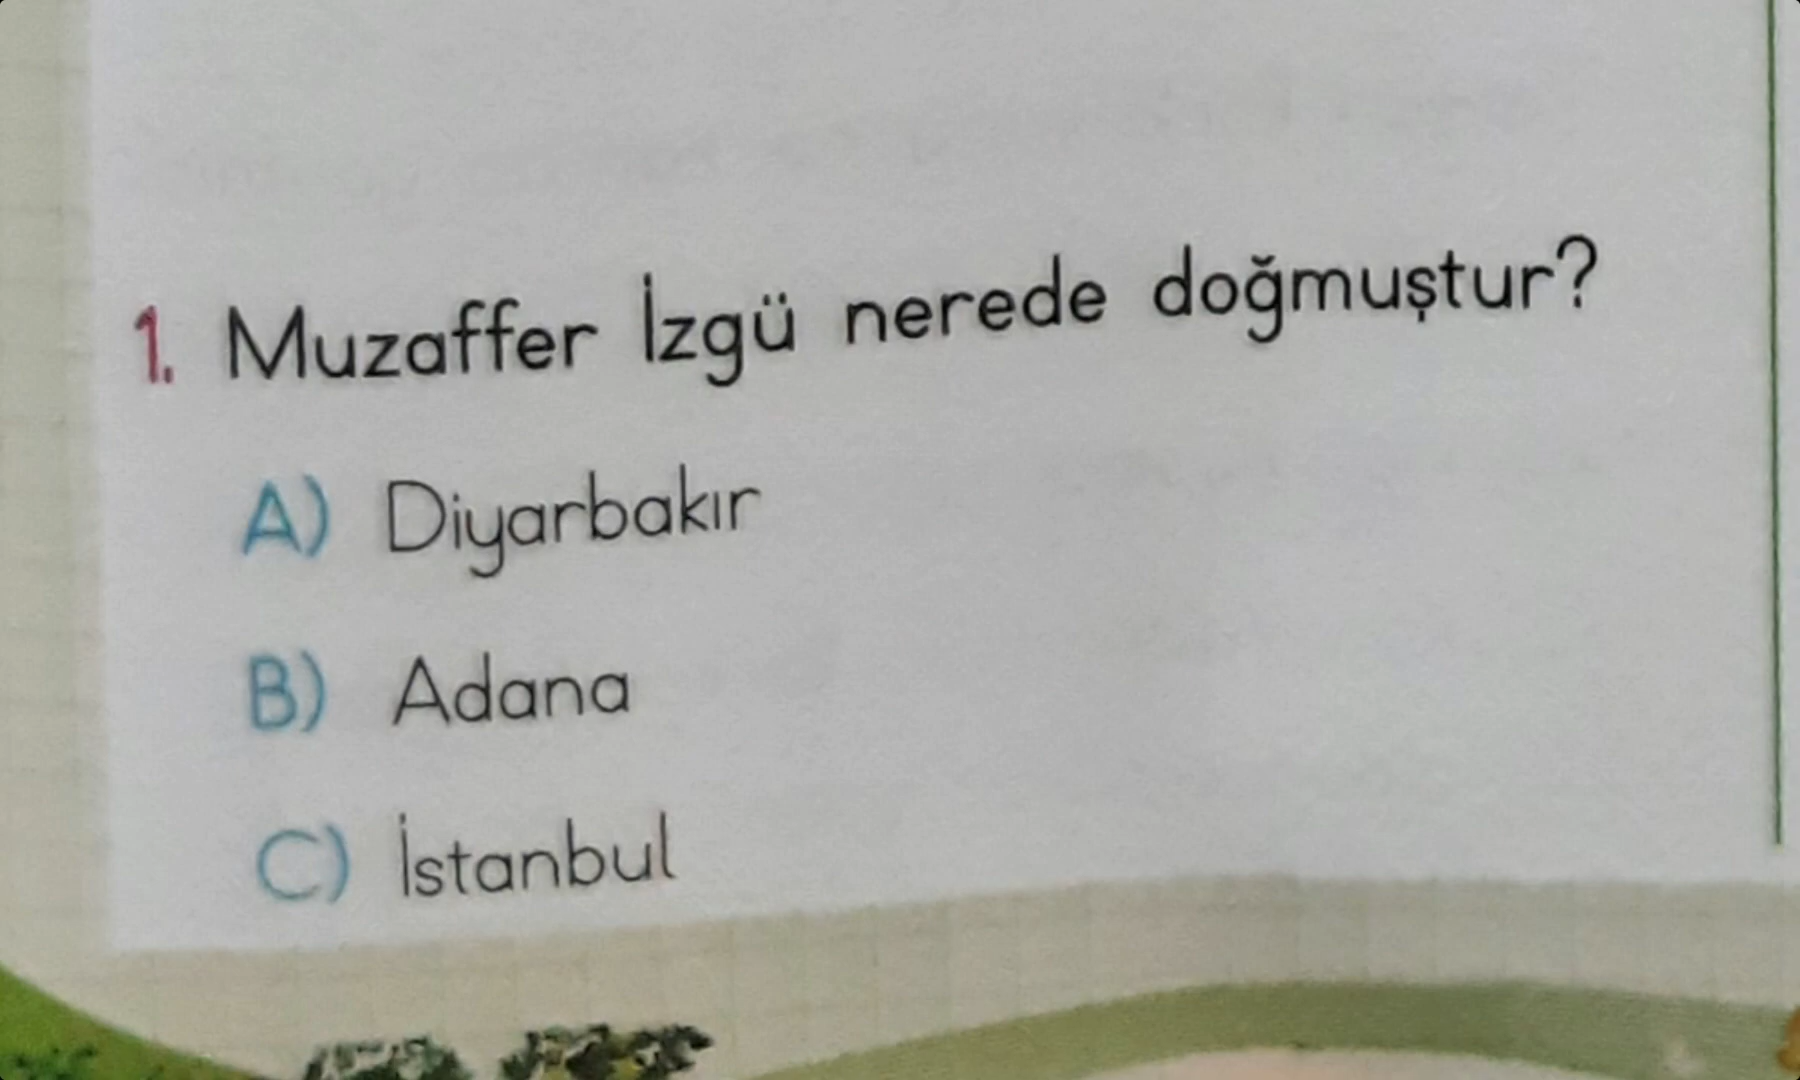 1. Muzaffer İzgü nerede doğmuştur?
A) Diyarbakır
B) Adana
C) İstanbul